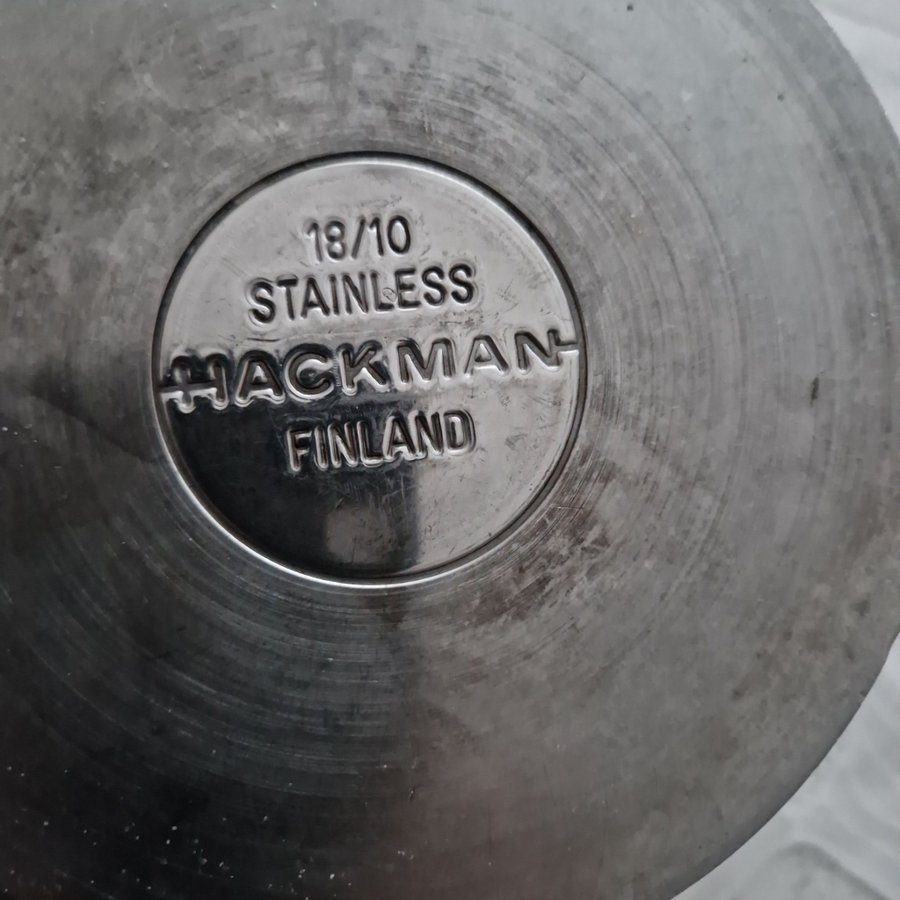 18/10
STAINLESS
HACKMAN
FINLAND